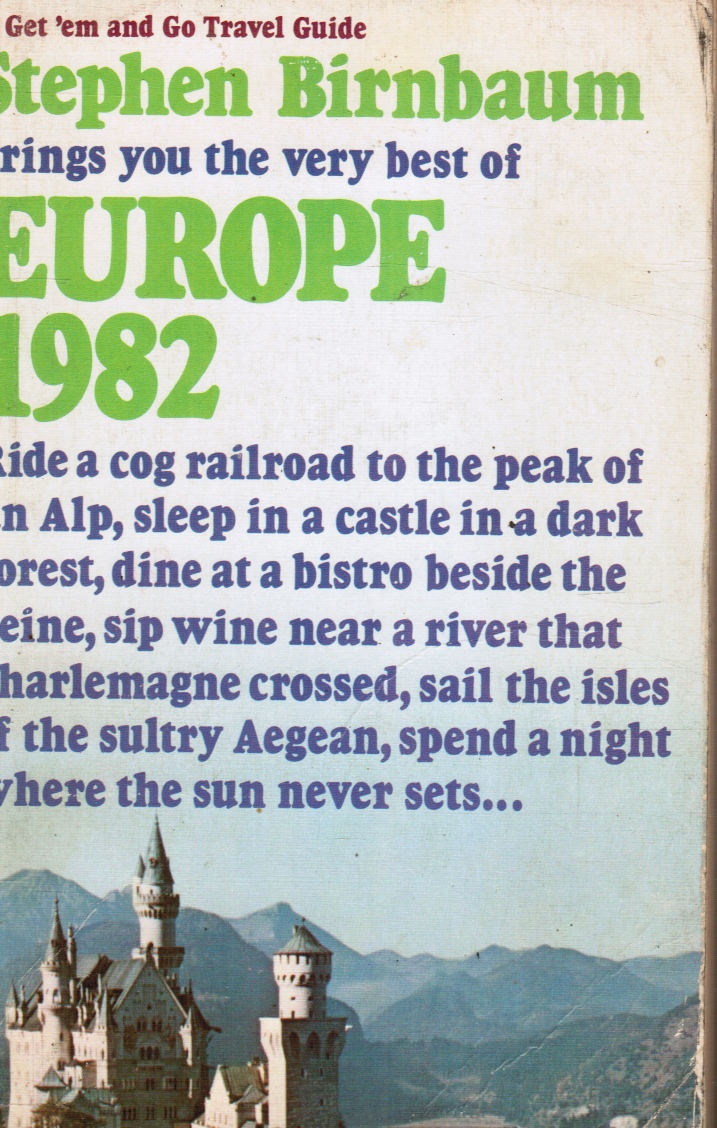 Get 'em and Go Travel Guide
Stephen Birnbaum
rings you the very best of
EUROPE
1982
Ride a cog railroad to the peak of
n Alp, sleep in a castle in a dark
orest, dine at a bistro beside the
eine, sip wine near a river that
harlemagne crossed, sail the isles
f the sultry Aegean, spend a night
where the sun never sets...